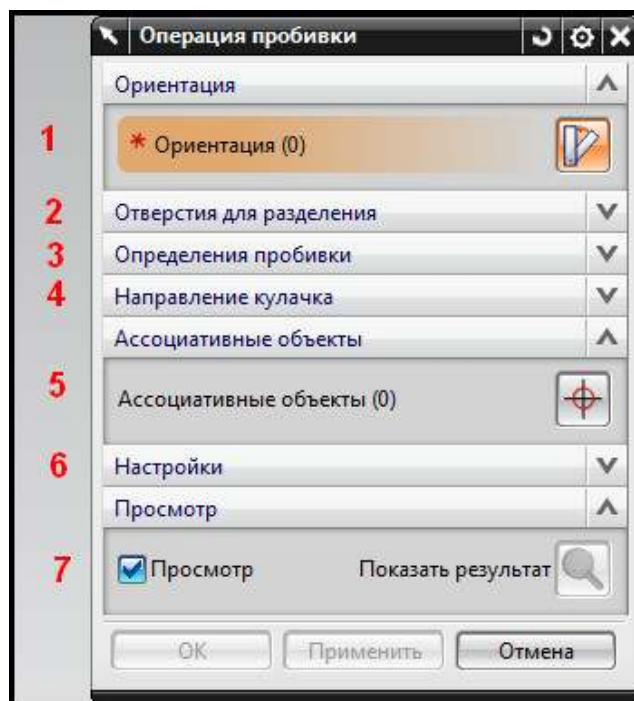 Операция пробивки
Ориентация
1
* Ориентация (0)
2
Отверстия для разделения
3
Определения пробивки
4
Направление кулачка
Ассоциативные объекты
5
Ассоциативные объекты (0)
6
Настройки
Просмотр
7
Просмотр Показать результат
ОК Применить Отмена